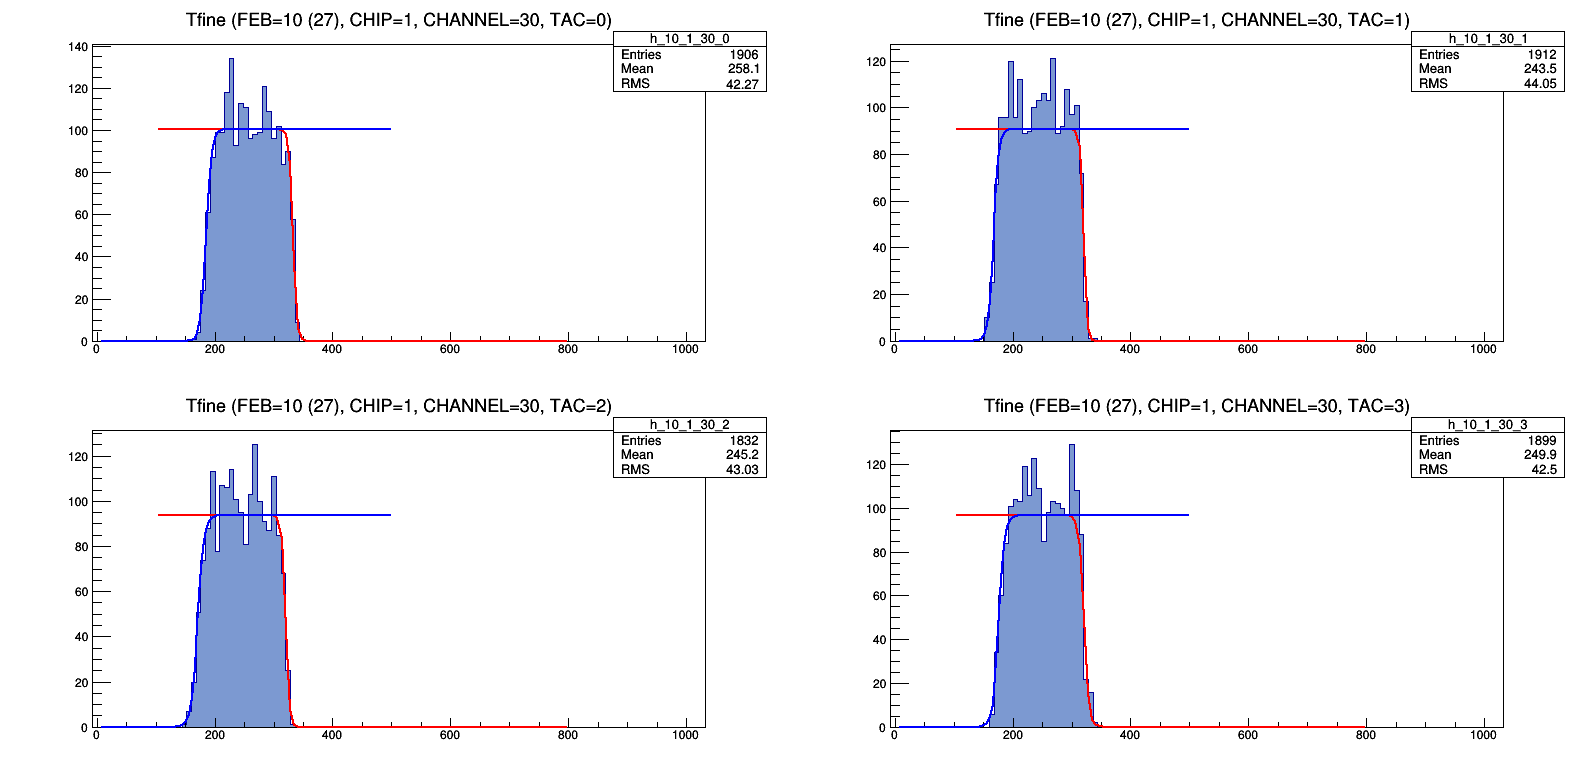 Tfine (FEB=10 (27), CHIP=1, CHANNEL=30, TAC=0)
h_10_1_30_0
Entries 1906
Mean 258.1
RMS 42.27
140
120
100
80
60
40
20
0
0 200 400 600 800 1000
Tfine (FEB=10 (27), CHIP=1, CHANNEL=30, TAC=1)
h_10_1_30_1
Entries 1912
Mean 243.5
RMS 44.05
120
100
80
60
40
20
0
0 200 400 600 800 1000
Tfine (FEB=10 (27), CHIP=1, CHANNEL=30, TAC=2)
h_10_1_30_2
Entries 1832
Mean 245.2
RMS 43.03
120
100
80
60
40
20
0
0 200 400 600 800 1000
Tfine (FEB=10 (27), CHIP=1, CHANNEL=30, TAC=3)
h_10_1_30_3
Entries 1899
Mean 249.9
RMS 42.5
120
100
80
60
40
20
0
0 200 400 600 800 1000